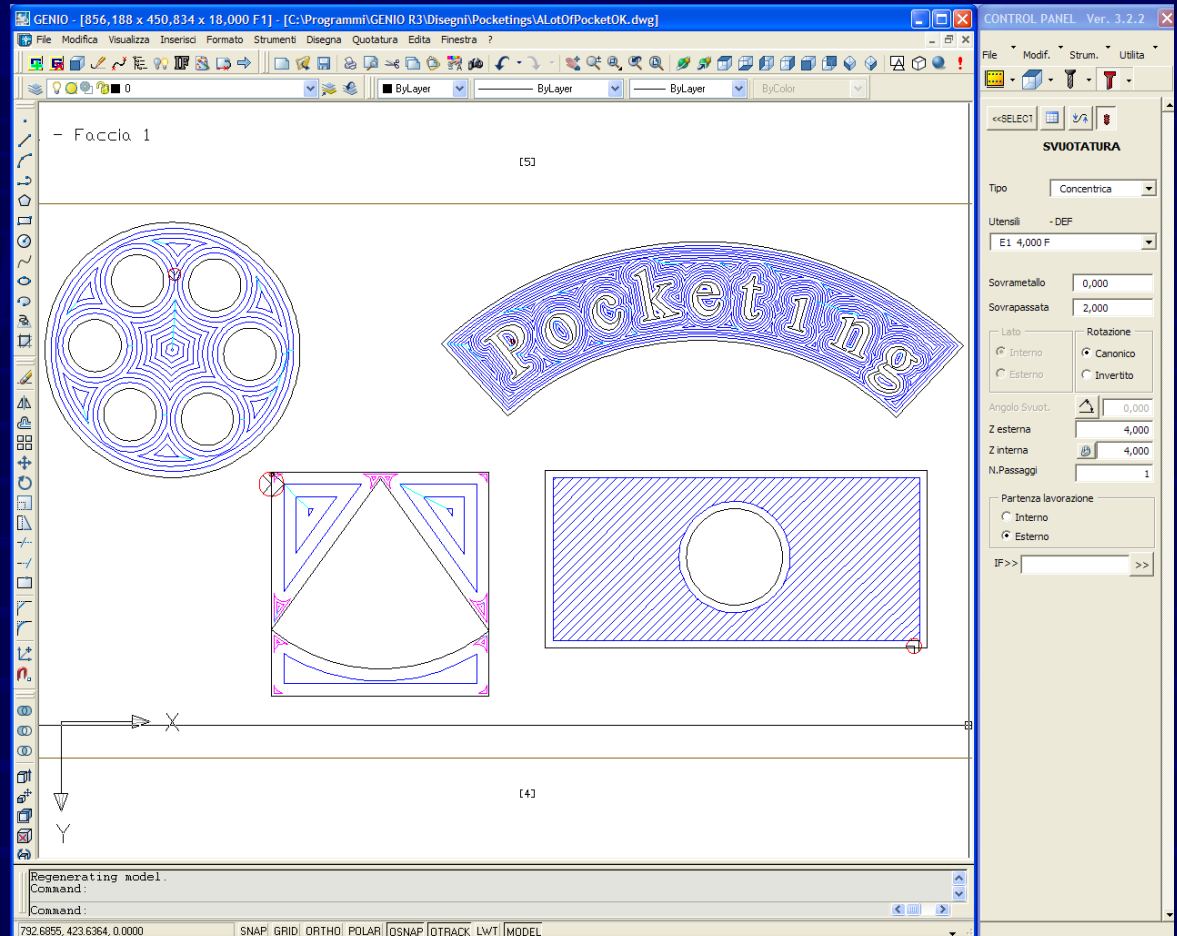 GENIO - [856,188 x 450,834 x 18,000 F1] - [C:\Programmi\GENIO R3\Disegni\Pocketings\ALotOfPocketOK.dwg]
File Modifica Visualizza Inserisci Formato Strumenti Disegna Quotatura Edita Finestra ?
IF
0 ByLayer ByLayer ByLayer ByColor
- Faccia 1
[5]
Pocketing
X
[4]
Y
Regenerating model.
Command:
Command:
792.6855, 423.6364, 0.0000 SNAP GRID ORTHO POLAR OSNAP OTRACK LWT MODEL
CONTROL PANEL Ver. 3.2.2
File Modif. Strum. Utilita
<<SELECT
SVUOTATURA
Tipo Concentrica
Utensili - DEF
E1 4,000 F
Sovrametallo 0,000
Sovrapassata 2,000
Lato Rotazione
Interno Canonico
Esterno Invertito
Angolo Svuot. 0,000
Z esterna 4,000
Z interna 4,000
N.Passaggi 1
Partenza lavorazione
Interno
Esterno
IF>> >>